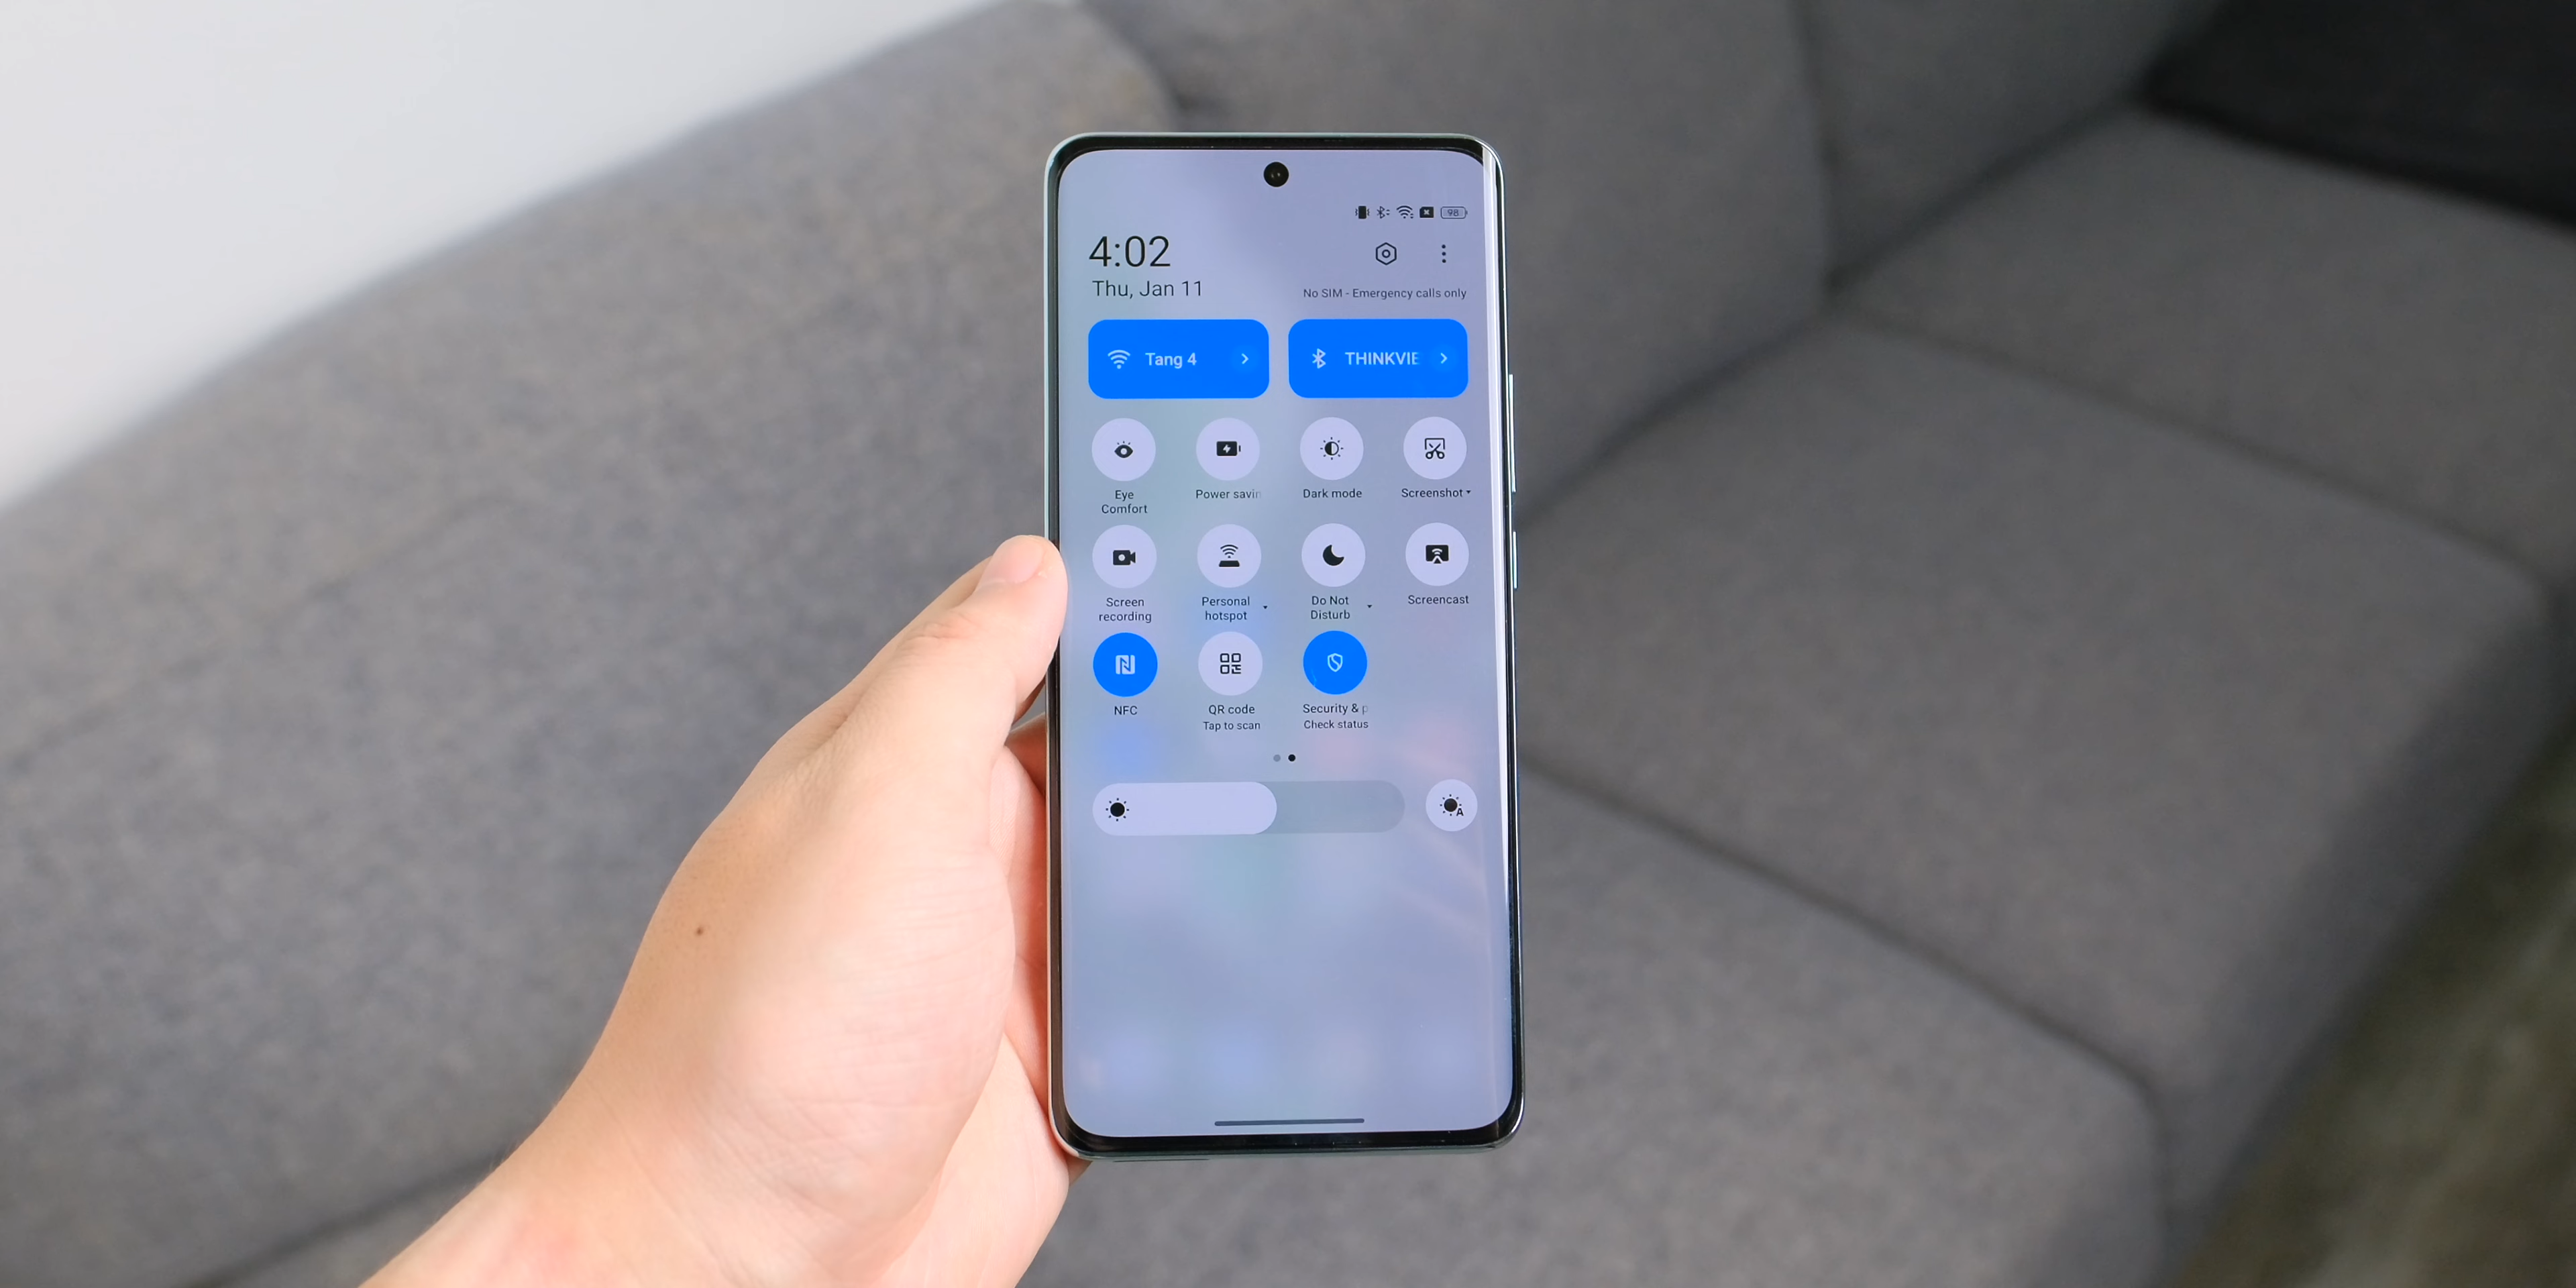 98
4:02
Thu, Jan 11
No SIM - Emergency calls only
Tang 4
THINKVIE
Eye
Comfort
Power savin
Dark mode
Screenshot
Screen
recording
Personal
hotspot
Do Not
Disturb
Screencast
NFC
QR code
Tap to scan
Security & p
Check status
A